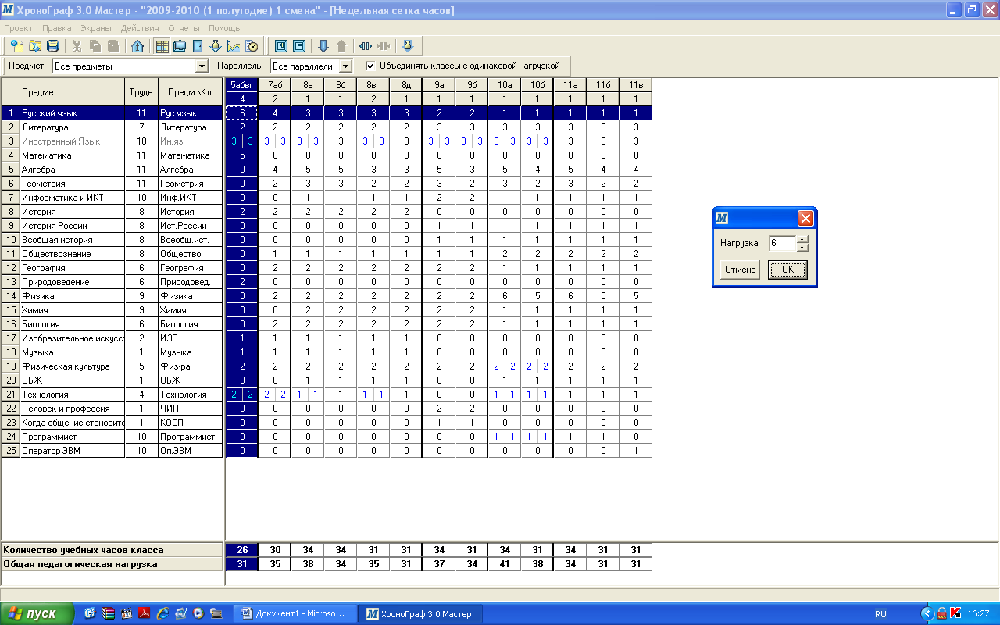 ХроноГраф 3.0 Мастер - "2009-2010 (1 полугодие) 1 смена" - [Недельная сетка часов]
Проект Правка Экраны Действия Отчеты Помощь
Предмет: Все предметы Параллель: Все параллели Объединять классы с одинаковой нагрузкой
Предмет Трудн. Предм.\Кл. 5абвг 7аб 8а 8б 8вг 8д 9а 9б 10а 10б 11а 11б 11в
4 2 1 1 2 1 1 1 1 1 1 1 1
1 Русский язык 11 Рус.язык 6 4 3 3 3 3 2 2 1 1 1 1 1
2 Литература 7 Литература 2 2 2 2 2 2 3 3 3 3 3 3 3
3 Иностранный Язык 10 Ин.яз 3 3 3 3 3 3 3 3 3 3 3 3 3 3 3 3 3 3 3 3 3
4 Математика 11 Математика 5 0 0 0 0 0 0 0 0 0 0 0 0
5 Алгебра 11 Алгебра 0 4 5 5 3 3 5 3 5 4 5 4 4
6 Геометрия 11 Геометрия 0 2 3 3 2 2 3 2 3 2 3 2 2
7 Информатика и ИКТ 10 Инф.ИКТ 0 0 1 1 1 1 2 2 1 1 1 1 1
8 История 8 История 2 2 2 2 2 2 0 0 0 0 0 0 0
9 История России 8 Ист.России 0 0 0 0 0 0 1 1 1 1 1 1 1
10 Всобщая история 8 Всеобщ.ист. 0 0 0 0 0 0 1 1 1 1 1 1 1
11 Обществознание 8 Общество 0 1 1 1 1 1 1 1 2 2 2 2 2
12 География 6 География 0 2 2 2 2 2 2 2 1 1 1 1 1
13 Природоведение 6 Природовед. 2 0 0 0 0 0 0 0 0 0 0 0 0
14 Физика 9 Физика 0 2 2 2 2 2 2 2 6 5 6 5 5
15 Химия 9 Химия 0 0 2 2 2 2 2 2 1 1 1 1 1
16 Биология 6 Биология 0 2 2 2 2 2 2 2 1 1 1 1 1
17 Изобразительное искусст 2 ИЗО 1 1 1 1 1 1 0 0 0 0 0 0 0
18 Музыка 1 Музыка 1 1 1 1 1 1 0 0 0 0 0 0 0
19 Физическая культура 5 Физ-ра 2 2 2 2 2 2 2 2 2 2 2 2 2 2 2
20 ОБЖ 1 ОБЖ 0 0 1 1 1 1 0 0 1 1 1 1 1
21 Технология 4 Технология 2 2 2 2 1 1 1 1 1 1 0 0 1 1 1 1 1 1 1
22 Человек и профессия 1 ЧИП 0 0 0 0 0 0 2 2 0 0 0 0 0
23 Когда общение становитс 1 КОСП 0 0 0 0 0 0 1 1 0 0 0 0 0
24 Программист 10 Программист 0 0 0 0 0 0 0 0 1 1 1 1 1 1 0
25 Оператор ЭВМ 10 Оп.ЭВМ 0 0 0 0 0 0 0 0 0 0 0 0 1
Нагрузка: 6
Отмена OK
Количество учебных часов класса 26 30 34 34 31 31 34 31 34 31 34 31 31
Общая педагогическая нагрузка 31 35 38 34 35 31 37 34 41 38 34 31 31
пуск Документ1 - Microso... ХроноГраф 3.0 Мастер RU 16:27